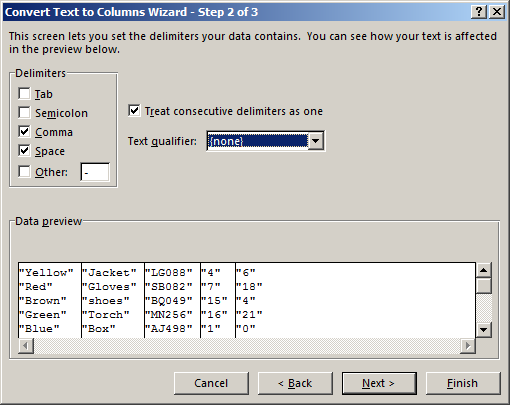 Convert Text to Columns Wizard - Step 2 of 3
This screen lets you set the delimiters your data contains. You can see how your text is affected
in the preview below.
Delimiters
Tab
Semicolon
Comma
Space
Other: -
Treat consecutive delimiters as one
Text qualifier: {none}
Data preview
"Yellow" "Jacket" "LG088" "4" "6"
"Red" "Gloves" "SB082" "7" "18"
"Brown" "shoes" "BQ049" "15" "4"
"Green" "Torch" "MN256" "16" "21"
"Blue" "Box" "AJ498" "1" "0"
Cancel < Back Next > Finish